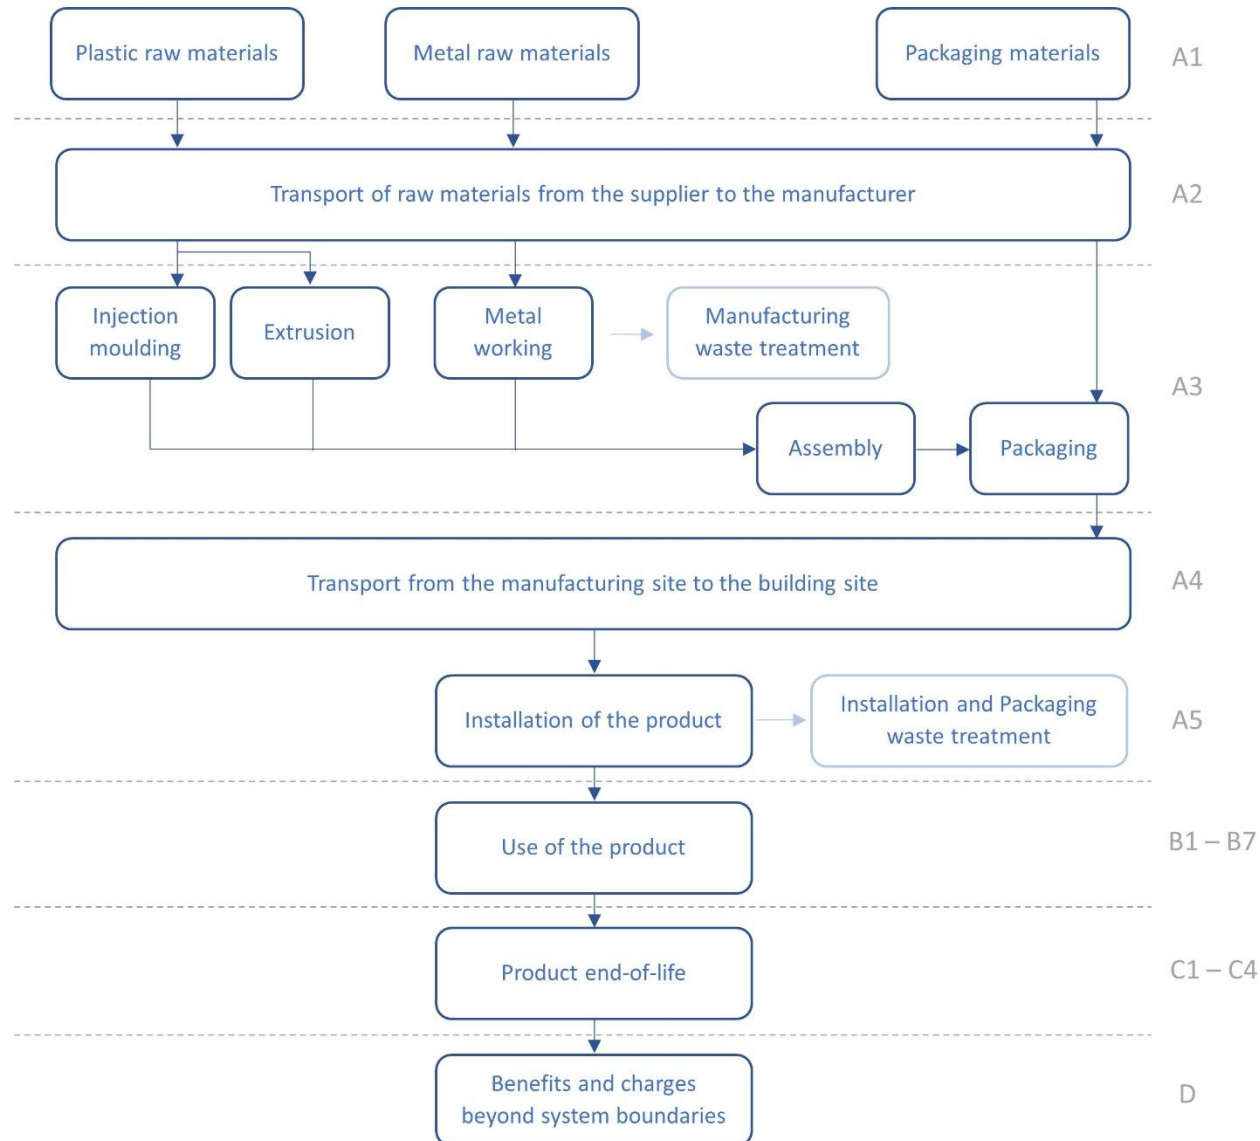 Plastic raw materials
Metal raw materials
Packaging materials
A1
Transport of raw materials from the supplier to the manufacturer
A2
Injection
moulding
Extrusion
Metal
working
Manufacturing
waste treatment
A3
Assembly
Packaging
Transport from the manufacturing site to the building site
A4
Installation of the product
Installation and Packaging
waste treatment
A5
Use of the product
B1 – B7
Product end-of-life
C1 – C4
Benefits and charges
beyond system boundaries
D